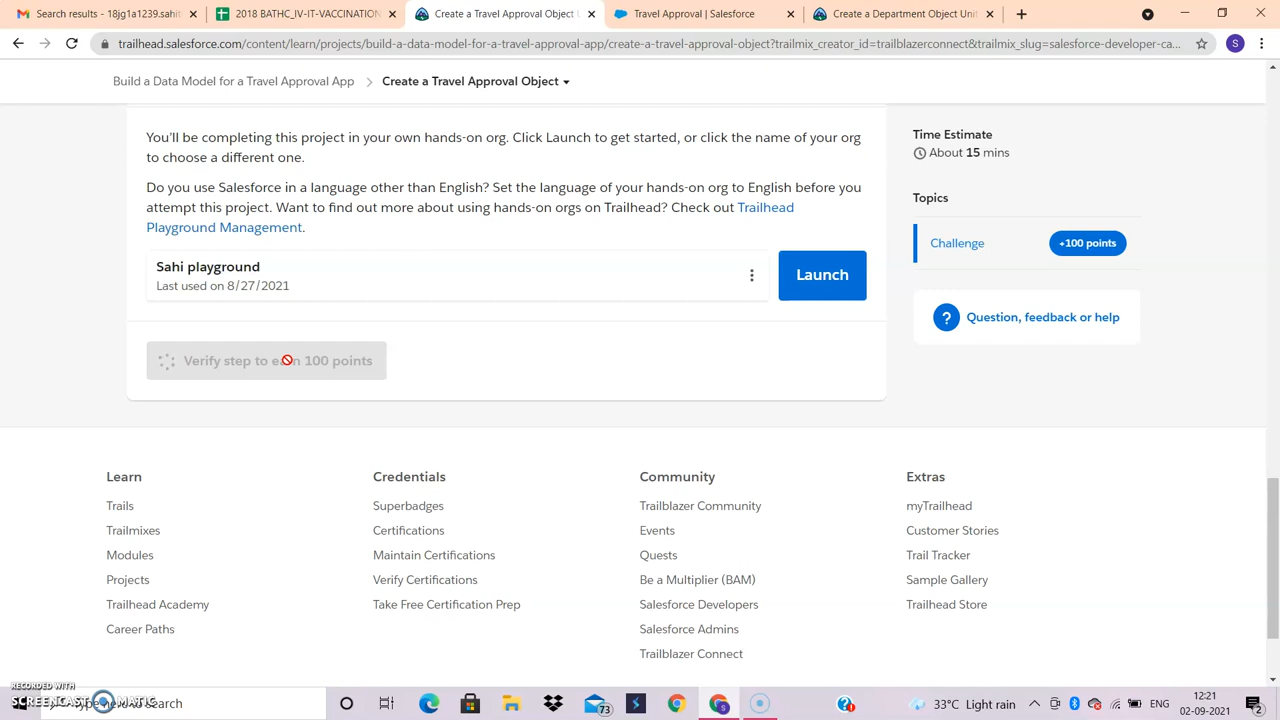 Search results - 18jg1a1239.sahit
2018 BATHC_IV-IT-VACCINATION
Create a Travel Approval Object U
Travel Approval | Salesforce
Create a Department Object Unit
trailhead.salesforce.com/content/learn/projects/build-a-data-model-for-a-travel-approval-app/create-a-travel-approval-object?trailmix_creator_id=trailblazerconnect&trailmix_slug=salesforce-developer-ca...
S
Build a Data Model for a Travel Approval App
Create a Travel Approval Object
You'll be completing this project in your own hands-on org. Click Launch to get started, or click the name of your org
to choose a different one.
Do you use Salesforce in a language other than English? Set the language of your hands-on org to English before you
attempt this project. Want to find out more about using hands-on orgs on Trailhead? Check out Trailhead
Playground Management.
Sahi playground
Last used on 8/27/2021
Launch
Verify step to earn 100 points
Time Estimate
About 15 mins
Topics
Challenge
+100 points
? Question, feedback or help
Learn
Trails
Trailmixes
Modules
Projects
Trailhead Academy
Career Paths
Credentials
Superbadges
Certifications
Maintain Certifications
Verify Certifications
Take Free Certification Prep
Community
Trailblazer Community
Events
Quests
Be a Multiplier (BAM)
Salesforce Developers
Salesforce Admins
Trailblazer Connect
Extras
myTrailhead
Customer Stories
Trail Tracker
Sample Gallery
Trailhead Store
RECORDED WITH
SCREENCAST MATIC
here to search
73
33°C Light rain
ENG
12:21
02-09-2021
2